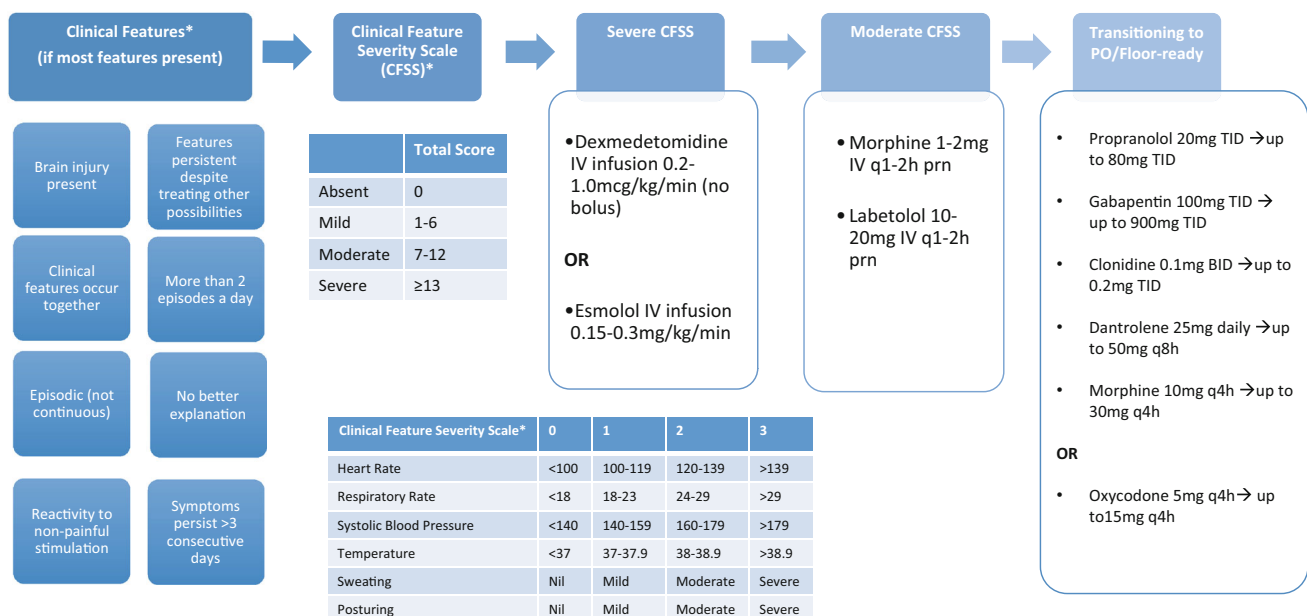 Clinical Features*
(if most features present)
Clinical Feature
Severity Scale
(CFSS)*
Severe CFSS
Moderate CFSS
Transitioning to
PO/Floor-ready
Brain injury
present
Features
persistent
despite
treating other
possibilities
Clinical
features occur
together
More than 2
episodes a day
Episodic (not
continuous)
No better
explanation
Reactivity to
non-painful
stimulation
Symptoms
persist >3
consecutive
days
Total Score
Absent 0
Mild 1-6
Moderate 7-12
Severe ≥13
•Dexmedetomidine
IV infusion 0.2-
1.0mcg/kg/min (no
bolus)
OR
•Esmolol IV infusion
0.15-0.3mg/kg/min
• Morphine 1-2mg
IV q1-2h prn
• Labetolol 10-
20mg IV q1-2h
prn
• Propranolol 20mg TID →up
to 80mg TID
• Gabapentin 100mg TID →
up to 900mg TID
• Clonidine 0.1mg BID →up to
0.2mg TID
• Dantrolene 25mg daily →up
to 50mg q8h
• Morphine 10mg q4h →up to
30mg q4h
OR
• Oxycodone 5mg q4h→ up
to15mg q4h
Clinical Feature Severity Scale* 0 1 2 3
Heart Rate <100 100-119 120-139 >139
Respiratory Rate <18 18-23 24-29 >29
Systolic Blood Pressure <140 140-159 160-179 >179
Temperature <37 37-37.9 38-38.9 >38.9
Sweating Nil Mild Moderate Severe
Posturing Nil Mild Moderate Severe